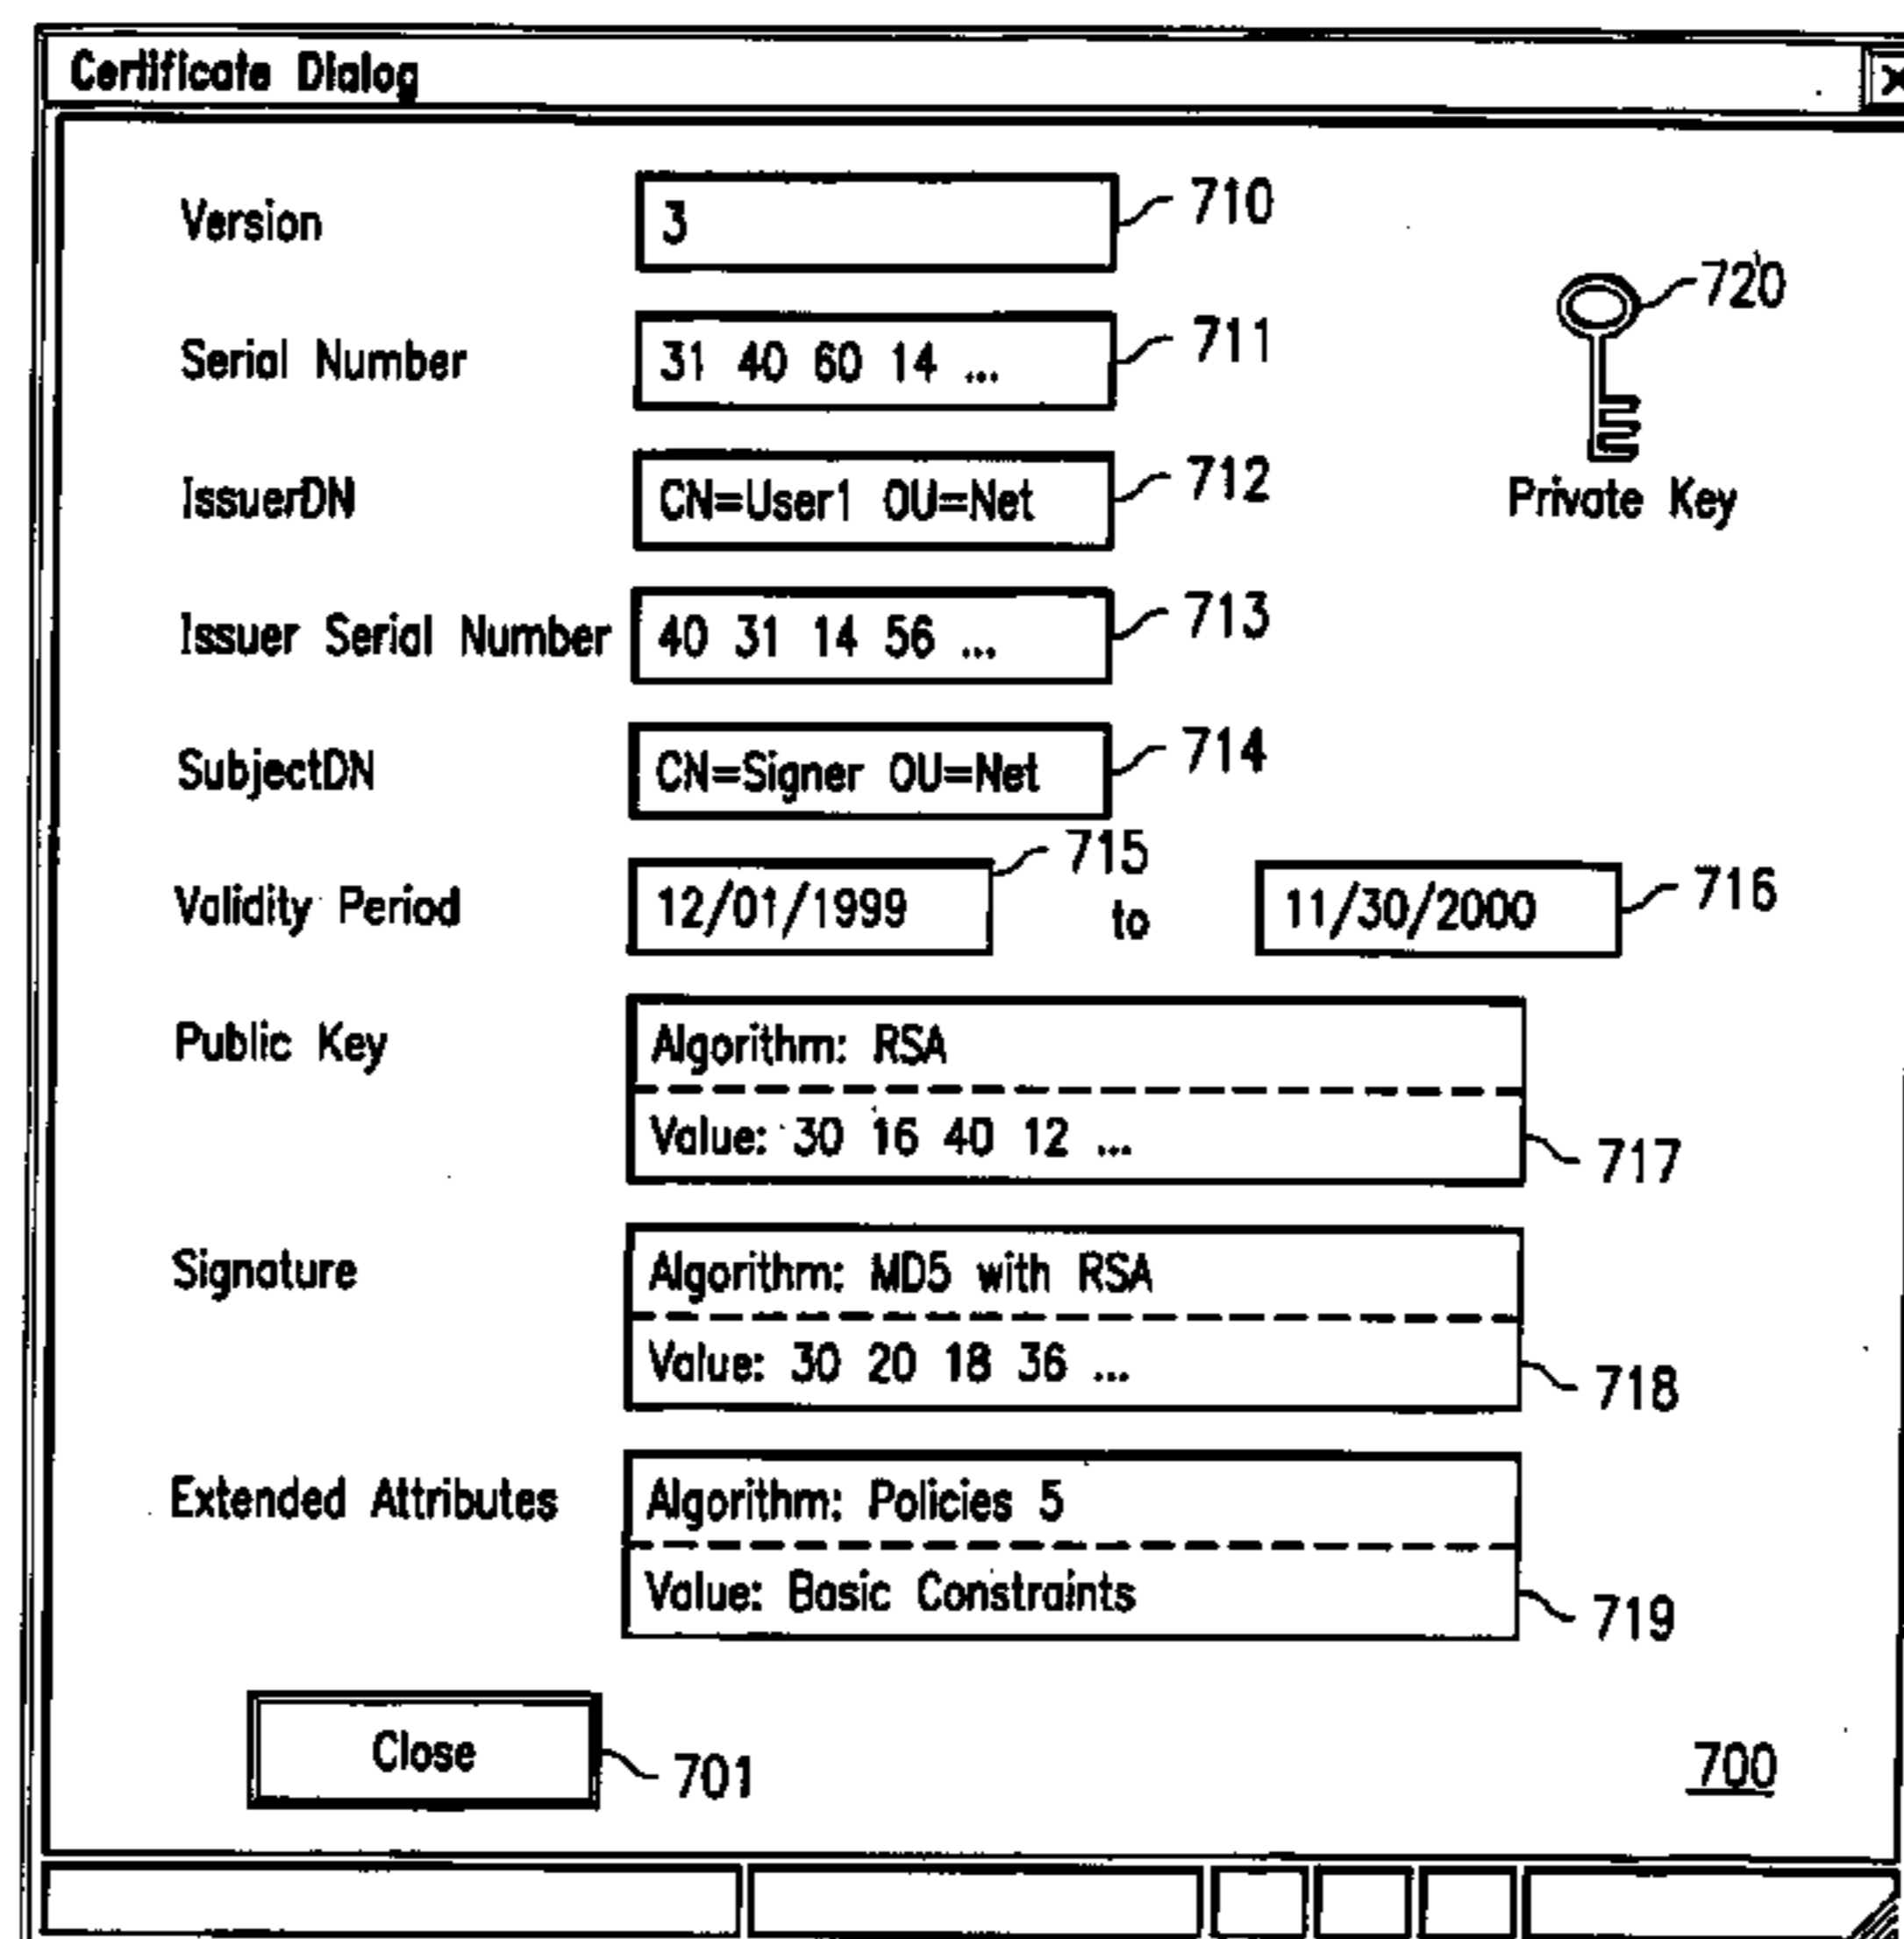 Certificate Dialog
Version 3 710
720
Serial Number 31 40 60 14 ... 711
IssuerDN CN=User1 OU=Net 712
Private Key
Issuer Serial Number 40 31 14 56 ... 713
SubjectDN CN=Signer OU=Net 714
Validity Period 12/01/1999 715 to 11/30/2000 716
Public Key Algorithm: RSA
Value: 30 16 40 12 ... 717
Signature Algorithm: MD5 with RSA
Value: 30 20 18 36 ... 718
Extended Attributes Algorithm: Policies 5
Value: Basic Constraints 719
Close 701 700